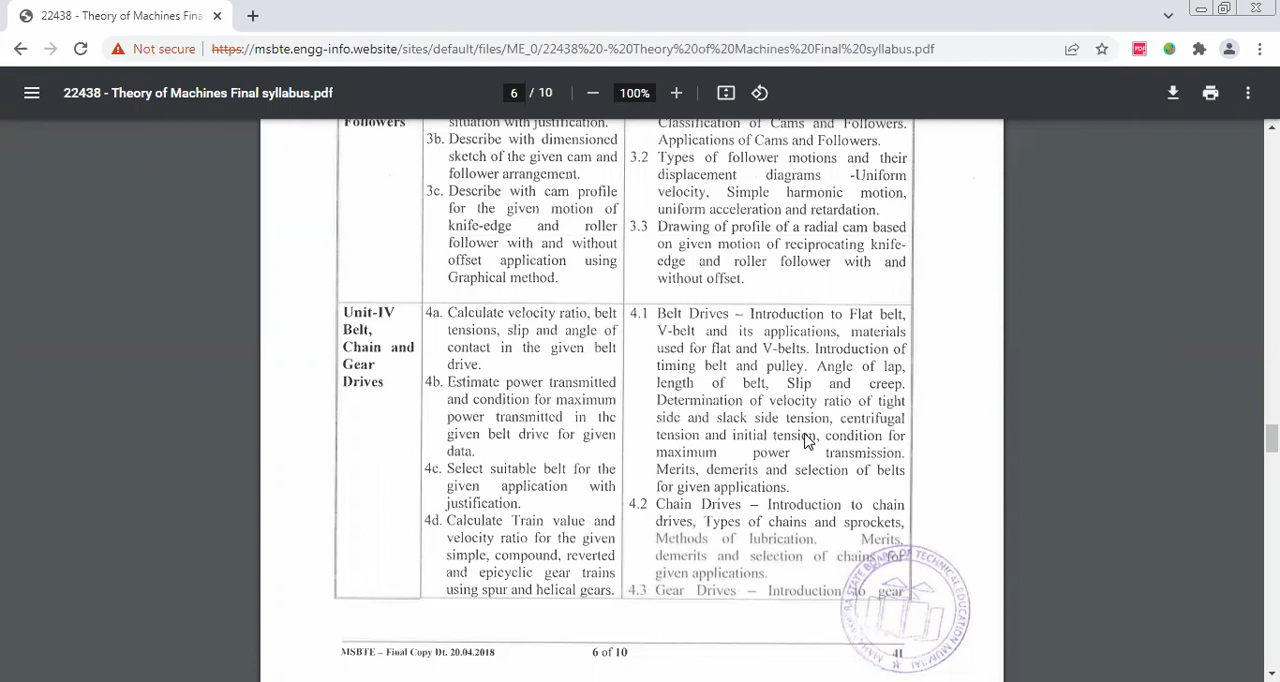 22438 - Theory of Machines Fina
Not secure
https://msbte.engg-info.website/sites/default/files/ME_0/22438%20-%20Theory%20of%20Machines%20Final%20syllabus.pdf
22438 - Theory of Machines Final syllabus.pdf
6 / 10
100%
Followers
situation with justification.
3b. Describe with dimensioned
sketch of the given cam and
follower arrangement.
3c. Describe with cam profile
for the given motion of
knife-edge and roller
follower with and without
offset application using
Graphical method.
Classification of Cams and Followers.
Applications of Cams and Followers.
3.2 Types of follower motions and their
displacement diagrams -Uniform
velocity, Simple harmonic motion,
uniform acceleration and retardation.
3.3 Drawing of profile of a radial cam based
on given motion of reciprocating knife-
edge and roller follower with and
without offset.
Unit-IV
Belt,
Chain and
Gear
Drives
4a. Calculate velocity ratio, belt
tensions, slip and angle of
contact in the given belt
drive.
4b. Estimate power transmitted
and condition for maximum
power transmitted in the
given belt drive for given
data.
4c. Select suitable belt for the
given application with
justification.
4d. Calculate Train value and
velocity ratio for the given
simple, compound, reverted
and epicyclic gear trains
using spur and helical gears.
4.1 Belt Drives – Introduction to Flat belt,
V-belt and its applications, materials
used for flat and V-belts. Introduction of
timing belt and pulley. Angle of lap,
length of belt, Slip and creep.
Determination of velocity ratio of tight
side and slack side tension, centrifugal
tension and initial tension, condition for
maximum power transmission.
Merits, demerits and selection of belts
for given applications.
4.2 Chain Drives – Introduction to chain
drives, Types of chains and sprockets,
Methods of lubrication. Merits,
demerits and selection of chains for
given applications.
4.3 Gear Drives – Introduction to gear
MSBTE – Final Copy Dt. 20.04.2018
6 of 10
41
STATE BOARD OF TECHNICAL EDUCATION MUMBAI
PDF